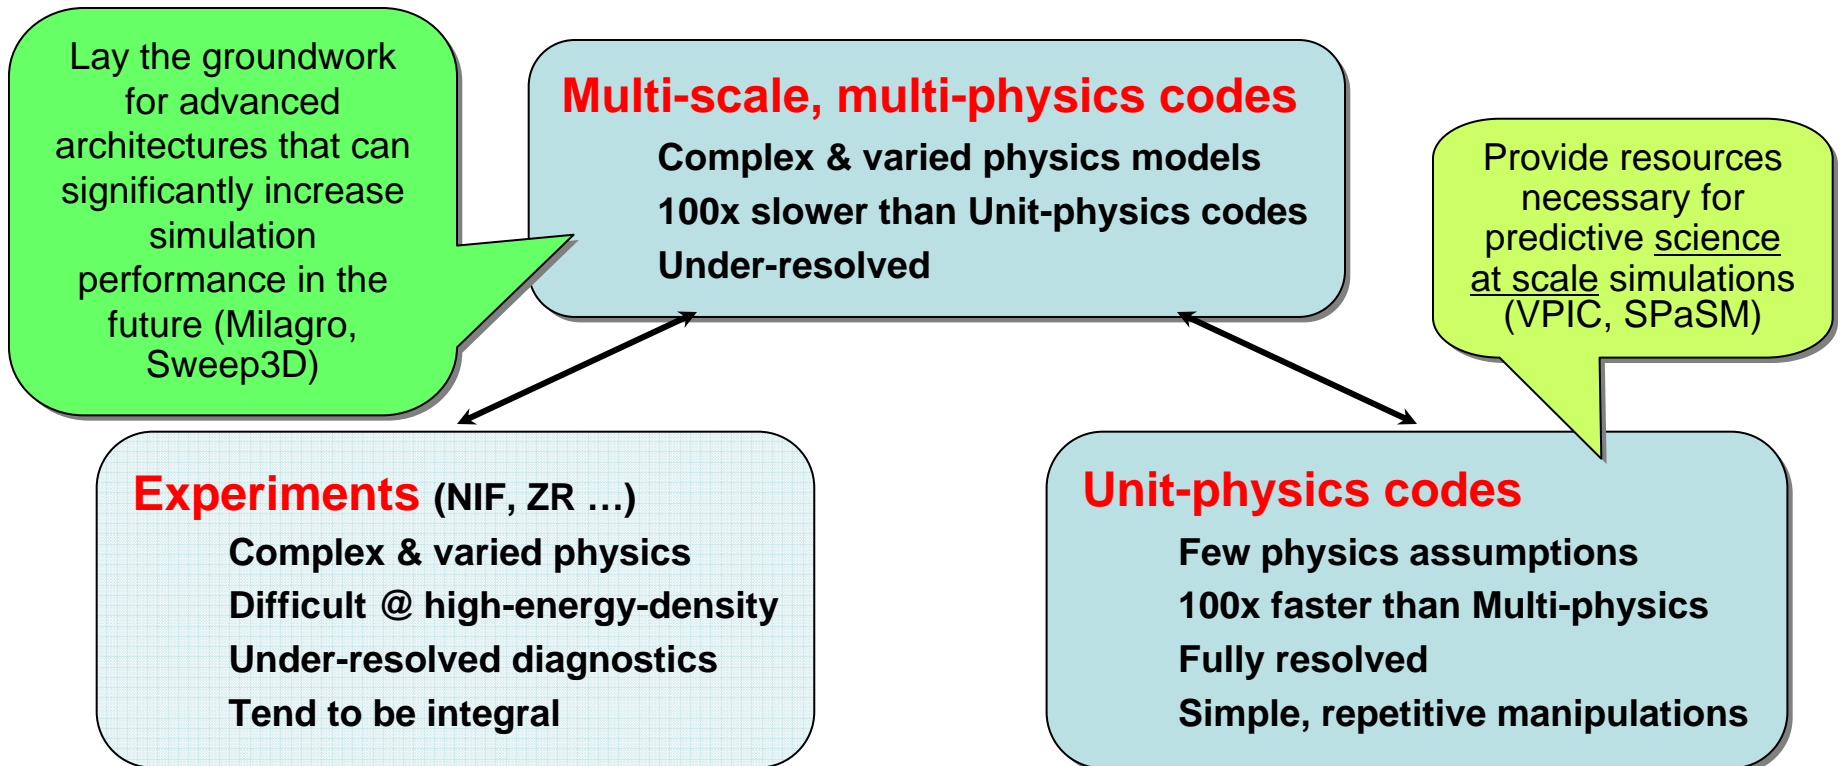 Lay the groundwork
for advanced
architectures that can
significantly increase
simulation
performance in the
future (Milagro,
Sweep3D)
Multi-scale, multi-physics codes
Complex & varied physics models
100x slower than Unit-physics codes
Under-resolved
Provide resources
necessary for
predictive science
at scale simulations
(VPIC, SPaSM)
Experiments (NIF, ZR ...)
Complex & varied physics
Difficult @ high-energy-density
Under-resolved diagnostics
Tend to be integral
Unit-physics codes
Few physics assumptions
100x faster than Multi-physics
Fully resolved
Simple, repetitive manipulations